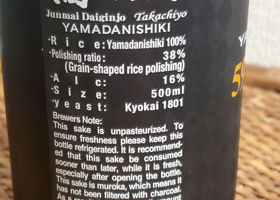 Junmai Daiginjo Takachiyo
YAMADANISHIKI
·Rice:Yamadanishiki 100%
·Polishing ratio: 38%
(Grain-shaped rice polishing)
·Alc: 16%
·Size: 500ml
·yeast: Kyokai 1801
Brewers Note:
This sake is unpasteurized. To
ensure freshness please keep this
bottle refrigerated. It is recommend-
ed that this sake be consumed
sooner than later, while it is fresh,
especially after opening the bottle.
This sake is muroka, which means it
has not been filtered with charcoal.